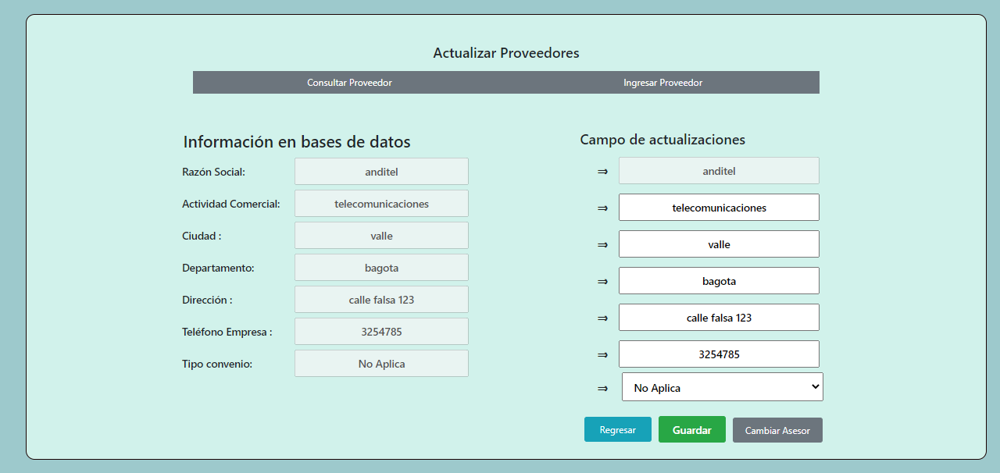 Actualizar Proveedores
Consultar Proveedor Ingresar Proveedor
Información en bases de datos
Razón Social: anditel
Actividad Comercial: telecomunicaciones
Ciudad : valle
Departamento: bagota
Dirección : calle falsa 123
Teléfono Empresa : 3254785
Tipo convenio: No Aplica
Campo de actualizaciones
⇒ anditel
⇒ telecomunicaciones
⇒ valle
⇒ bagota
⇒ calle falsa 123
⇒ 3254785
⇒ No Aplica
Regresar Guardar Cambiar Asesor